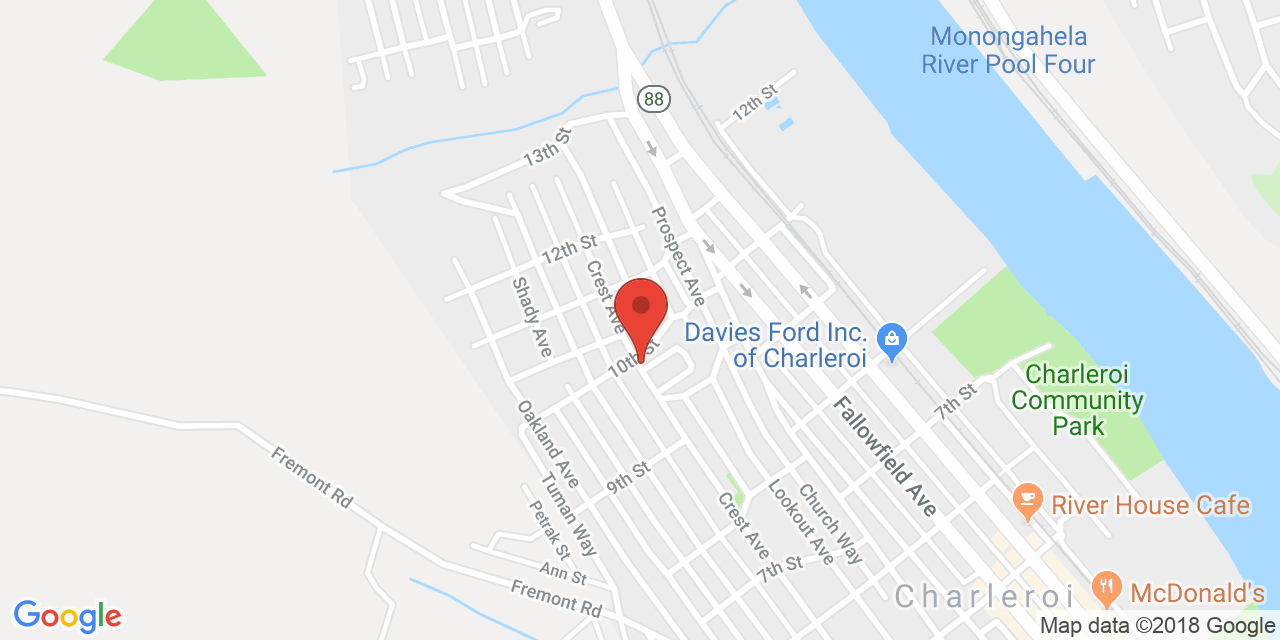 Monongahela
River Pool Four
88
12th St
13th St
Prospect Ave
12th St
Crest Ave
Shady Ave
Davies Ford Inc.
of Charleroi
10th St
Charleroi
Community
Park
7th St
Fallowfield Ave
Oakland Ave
Fremont Rd
9th St
Tuman Way
Petrak St
Crest Ave
Lookout Ave
Church Way
River House Cafe
7th St
Ann St
Fremont Rd
Charleroi
McDonald's
Google
Map data ©2018 Google